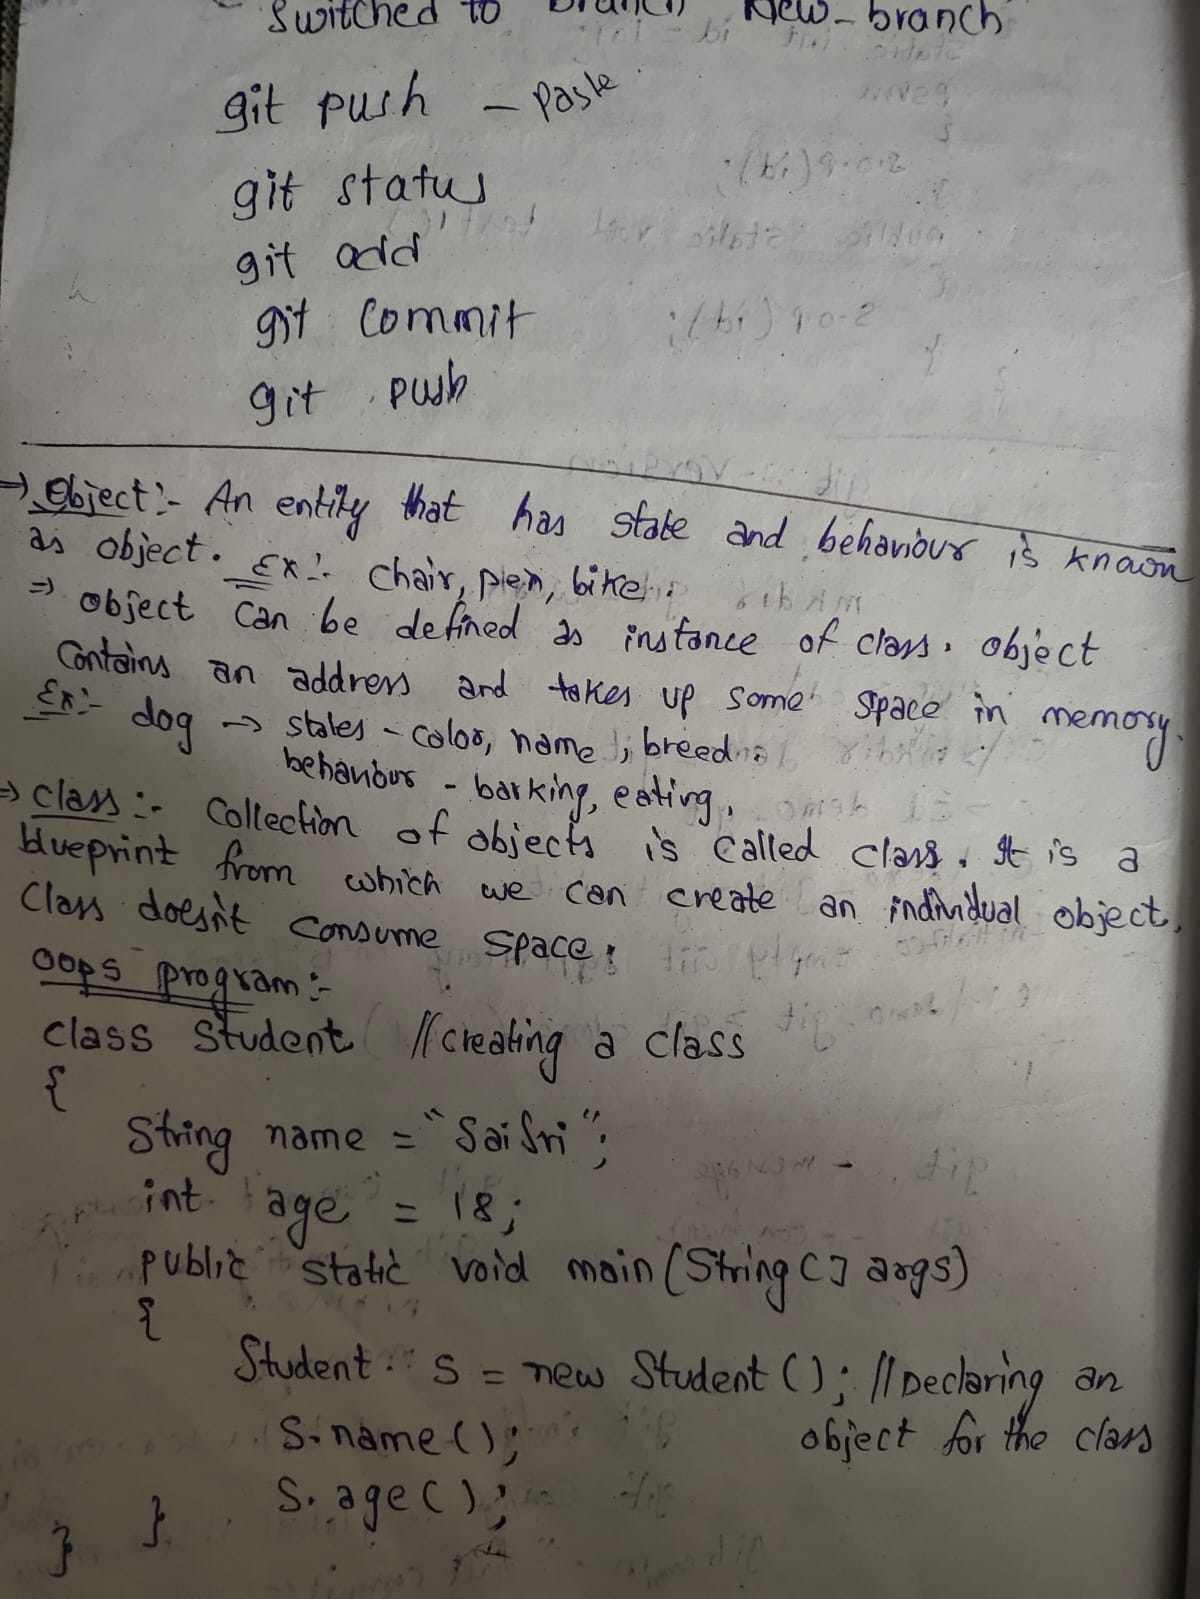 Switched to branch New-branch
git push - paste
git status
git add
git commit
git push
⇒ Object:- An entity that has state and behaviour is known
as object. Ex:- chair, pen, bike.
⇒ object can be defined as instance of class. object
contains an address and takes up some space in memory.
Ex:- dog → states - color, name, breed.
behaviour - barking, eating.
⇒ class :- Collection of objects is called class. It is a
blueprint from which we can create an individual object.
Class doesn't consume space.
oops program:-
class Student //creating a class
{
String name = "SaiSri";
int age = 18;
public static void main(String[] args)
{
Student s = new Student(); //Declaring an
object for the class
S.name();
S.age();
}
}